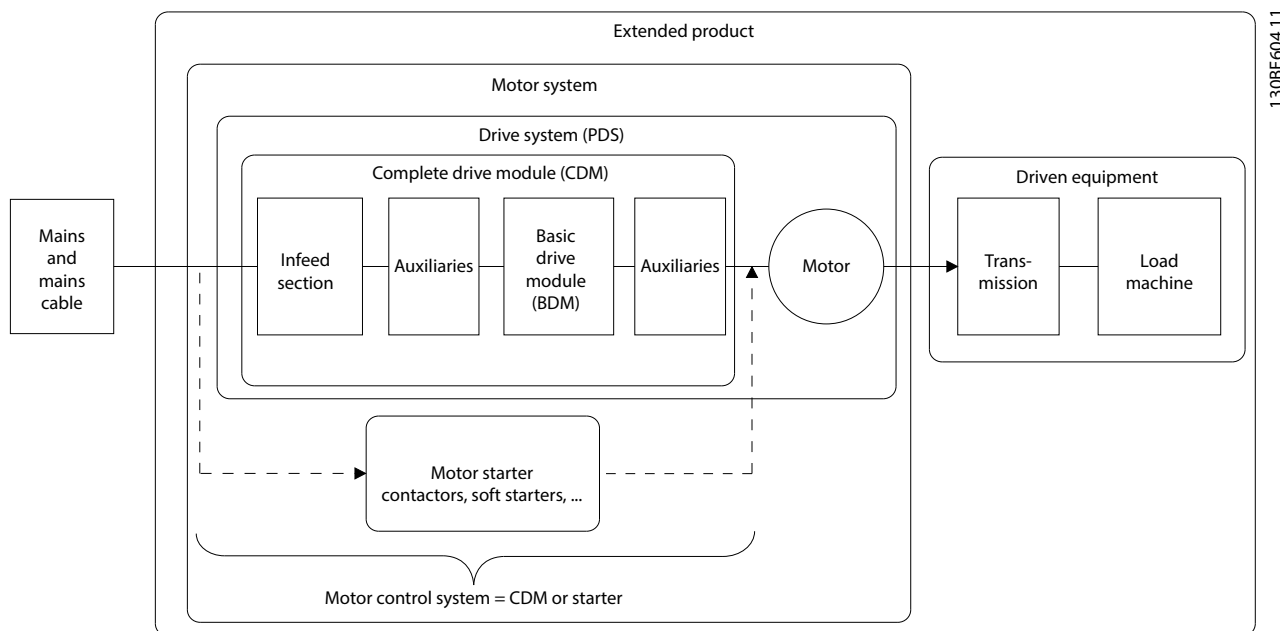 Extended product
130BF604.11
Motor system
Drive system (PDS)
Complete drive module (CDM)
Driven equipment
Mains
and
mains
cable
Infeed
section
Auxiliaries
Basic
drive
module
(BDM)
Auxiliaries
Motor
Trans-
mission
Load
machine
Motor starter
contactors, soft starters, ...
Motor control system = CDM or starter